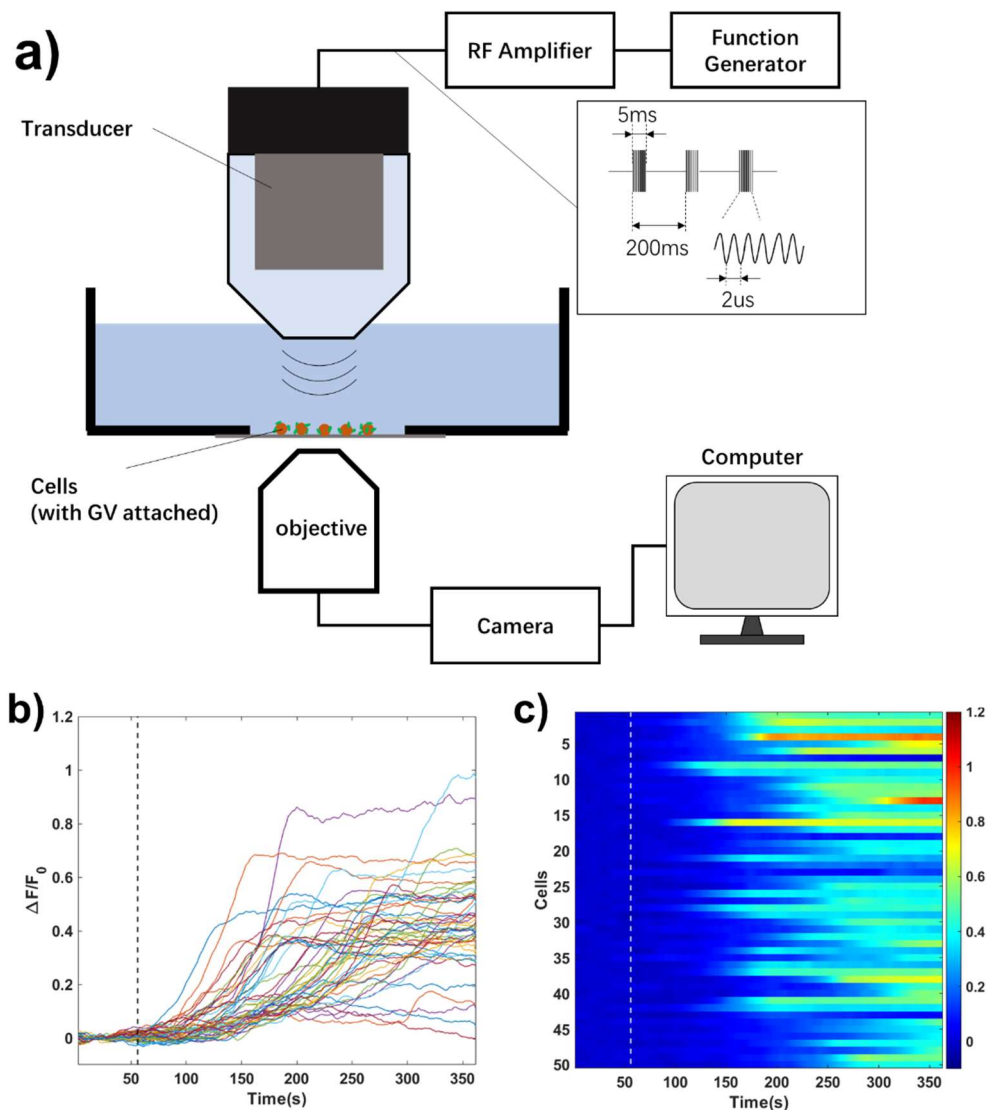 a)
RF Amplifier
Function
Generator
Transducer
5ms
200ms
2us
Cells
(with GV attached)
objective
Camera
Computer
b)
1.2
1
0.8
0.6
0.4
0.2
0
ΔF/F0
50 100 150 200 250 300 350
Time(s)
c)
5
10
15
20
25
30
35
40
45
50
Cells
50 100 150 200 250 300 350
Time(s)
1.2
1
0.8
0.6
0.4
0.2
0